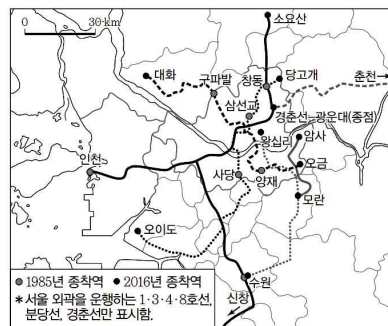 0 30 km
소요산
대화
구파발
창동
당고개
춘천
삼선교
경춘선-광운대(종점)
왕십리
암사
인천
사당
양재
오금
모란
오이도
수원
신창
1985년 종착역 2016년 종착역
*서울 외곽을 운행하는 1·3·4·8호선,
분당선, 경춘선만 표시함.